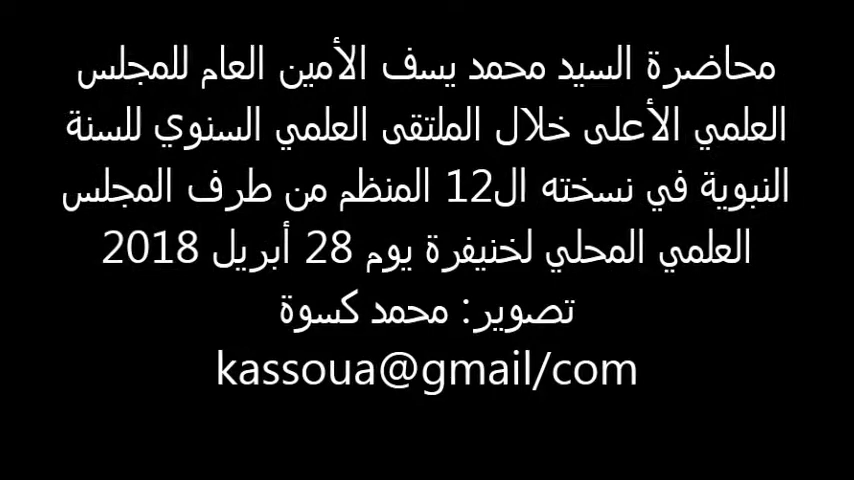 محاضرة السيد محمد يسف الأمين العام للمجلس
العلمي الأعلى خلال الملتقى العلمي السنوي للسنة
النبوية في نسخته ال12 المنظم من طرف المجلس
العلمي المحلي لخنيفرة يوم 28 أبريل 2018
تصوير: محمد كسوة
kassoua@gmail/com